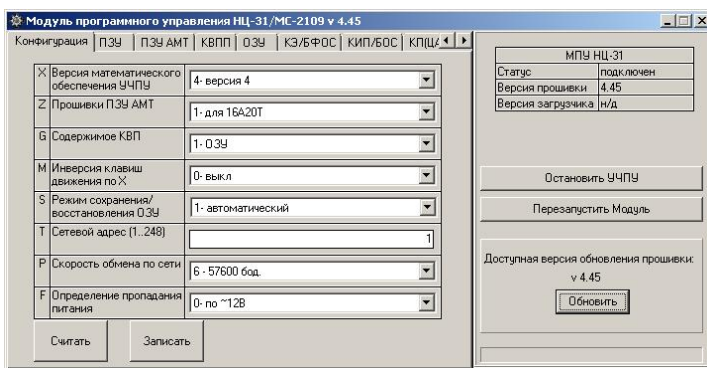 Модуль программного управления НЦ-31/МС-2109 v 4.45
Конфигурация ПЗУ ПЗУ АМТ КВПП ОЗУ КЭ/БФОС КИП/БОС КП(ЦА
X Версия математического
обеспечения УЧПУ
4- версия 4
Z Прошивки ПЗУ АМТ
1- для 16А20Т
G Содержимое КВП
1- ОЗУ
M Инверсия клавиш
движения по X
0- выкл
S Режим сохранения/
восстановления ОЗУ
1- автоматический
T Сетевой адрес (1..248)
1
P Скорость обмена по сети
6 - 57600 бод.
F Определение пропадания
питания
0- по ~12В
Считать Записать
МПУ НЦ-31
Статус подключен
Версия прошивки 4.45
Версия загрузчика н/д
Остановить УЧПУ
Перезапустить Модуль
Доступная версия обновления прошивки:
v 4.45
Обновить